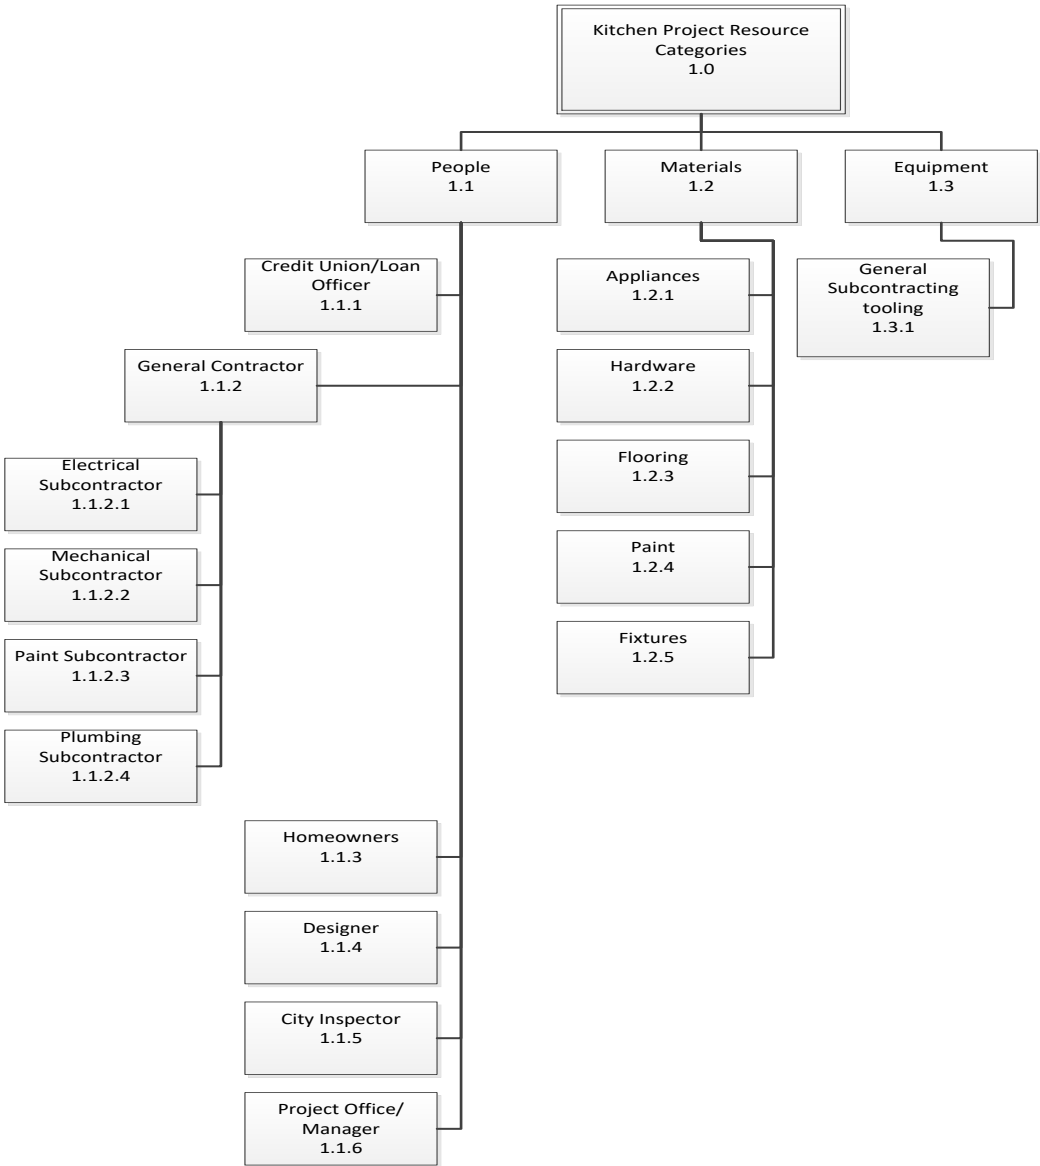 Kitchen Project Resource
Categories
1.0
People
1.1
Materials
1.2
Equipment
1.3
Credit Union/Loan
Officer
1.1.1
Appliances
1.2.1
General
Subcontracting
tooling
1.3.1
General Contractor
1.1.2
Hardware
1.2.2
Electrical
Subcontractor
1.1.2.1
Flooring
1.2.3
Mechanical
Subcontractor
1.1.2.2
Paint
1.2.4
Paint Subcontractor
1.1.2.3
Fixtures
1.2.5
Plumbing
Subcontractor
1.1.2.4
Homeowners
1.1.3
Designer
1.1.4
City Inspector
1.1.5
Project Office/
Manager
1.1.6